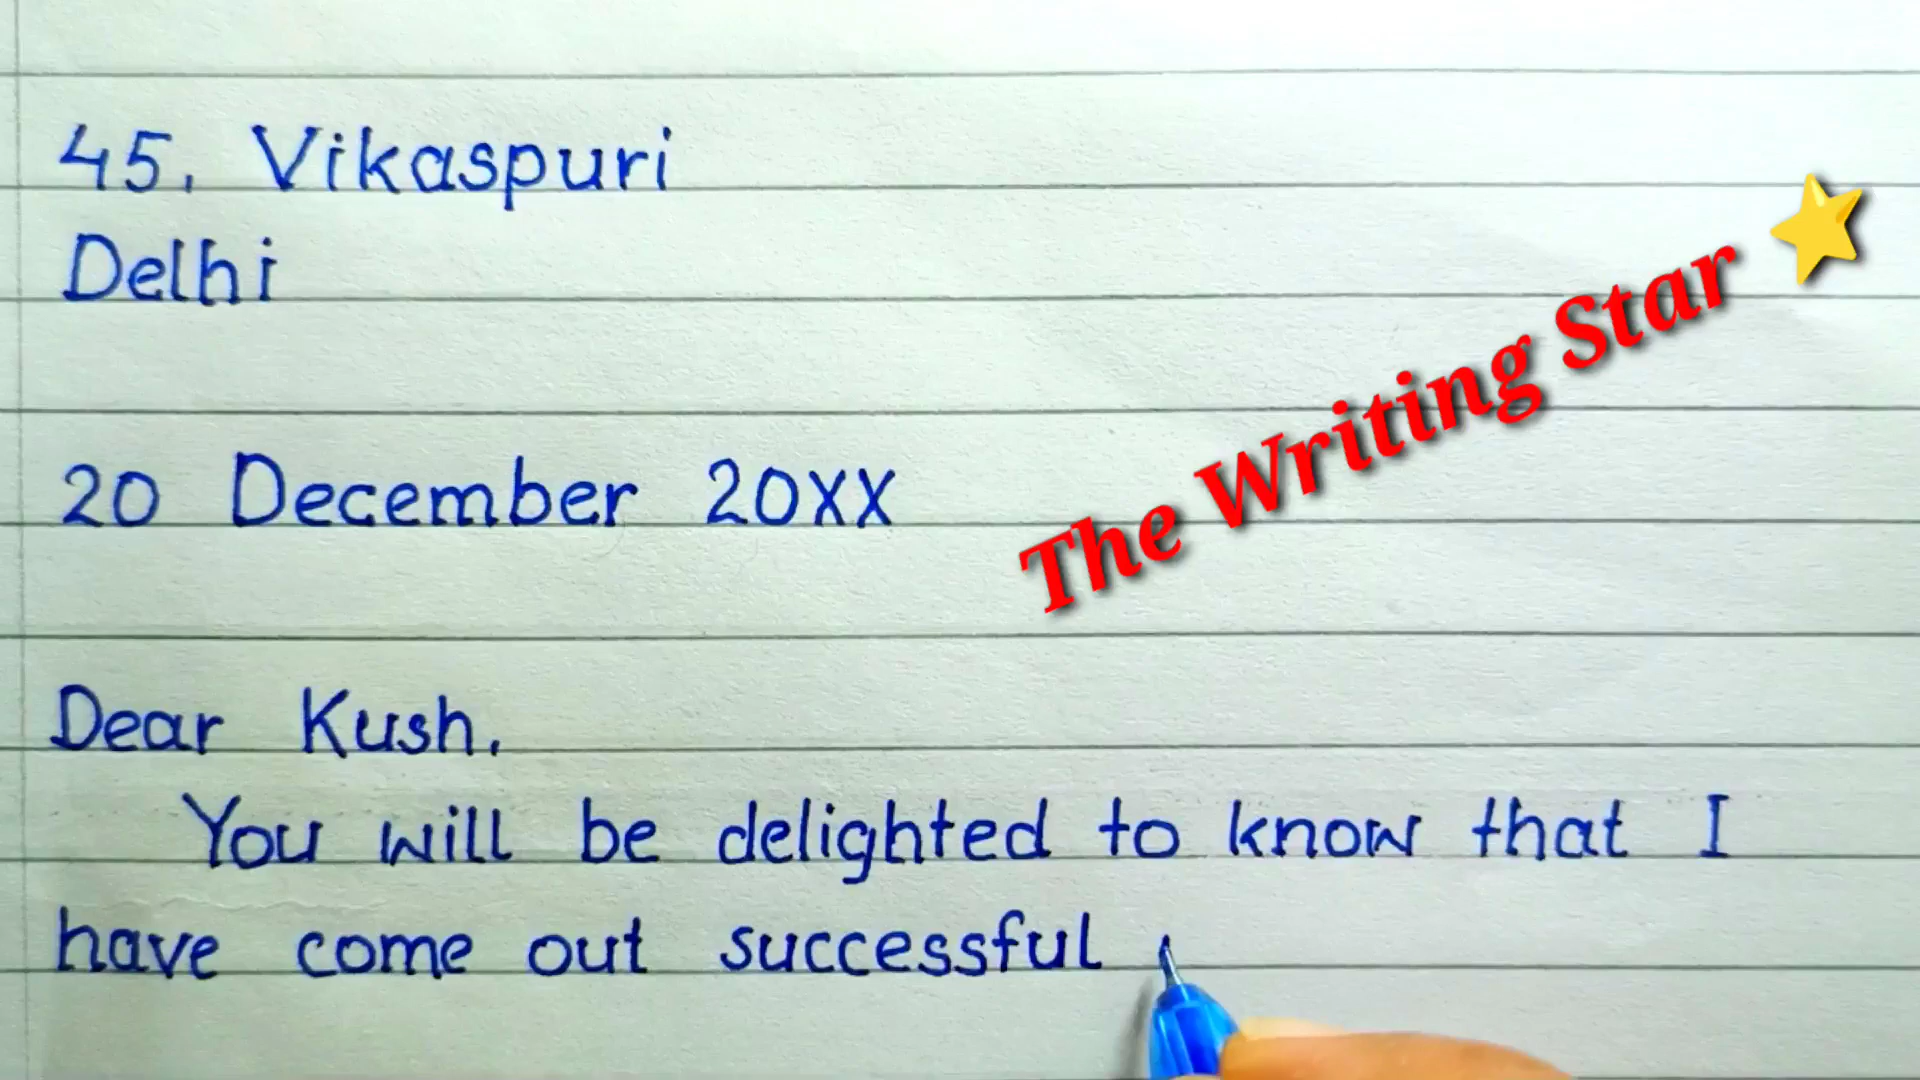 45, Vikaspuri
Delhi
20 December 20XX
The Writing Star
Dear Kush,
You will be delighted to know that I
have come out successful